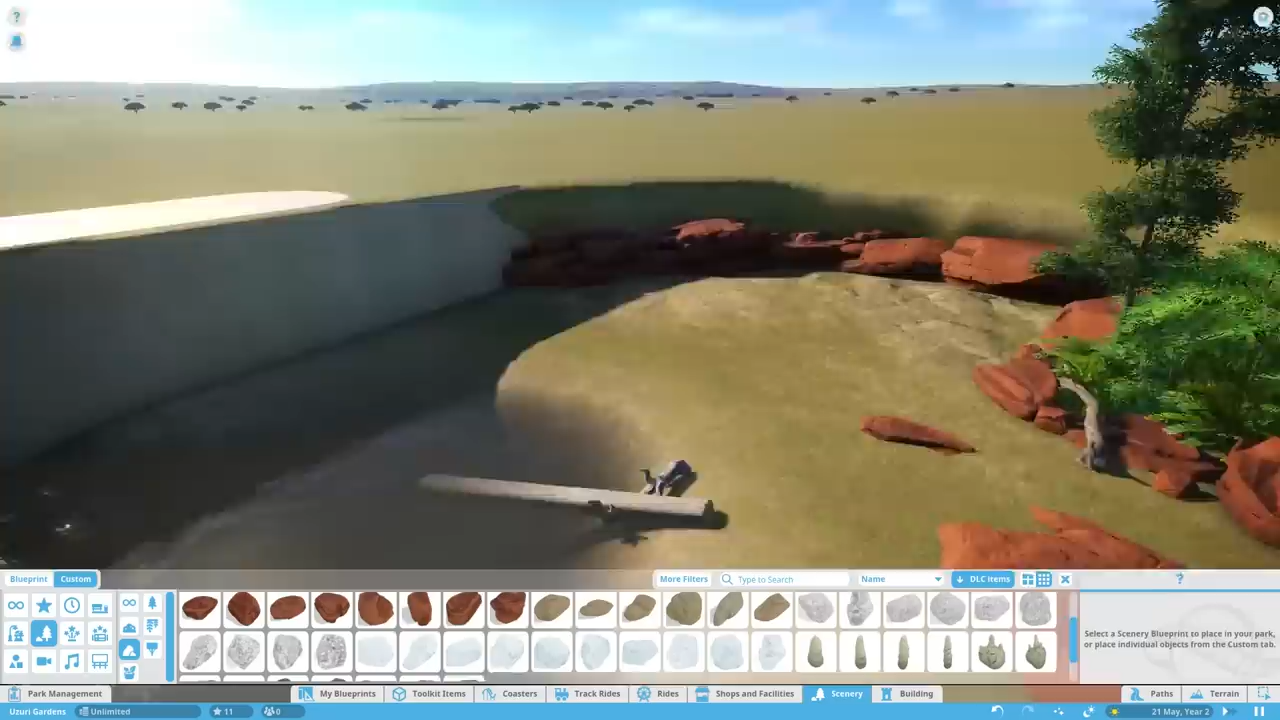 ?
Blueprint Custom More Filters Type to Search Name DLC Items ?
Select a Scenery Blueprint to place in your park,
or place individual objects from the Custom tab.
Park Management My Blueprints Toolkit Items Coasters Track Rides Rides Shops and Facilities Scenery Building Paths Terrain
Uzuri Gardens Unlimited 11 0 21 May, Year 2